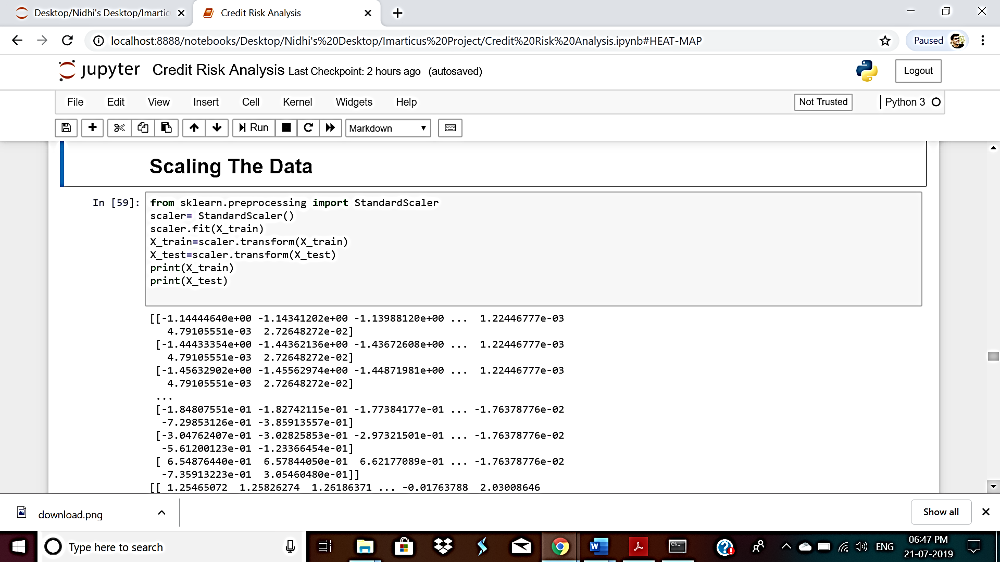 Desktop/Nidhi's Desktop/Imartic
Credit Risk Analysis
localhost:8888/notebooks/Desktop/Nidhi's%20Desktop/Imarticus%20Project/Credit%20Risk%20Analysis.ipynb#HEAT-MAP
Paused
jupyter Credit Risk Analysis Last Checkpoint: 2 hours ago (autosaved)
Logout
File Edit View Insert Cell Kernel Widgets Help
Not Trusted
Python 3
Run
Markdown
Scaling The Data
In [59]:
from sklearn.preprocessing import StandardScaler
scaler= StandardScaler()
scaler.fit(X_train)
X_train=scaler.transform(X_train)
X_test=scaler.transform(X_test)
print(X_train)
print(X_test)
[[-1.14444640e+00 -1.14341202e+00 -1.13988120e+00 ... 1.22446777e-03
4.79105551e-03 2.72648272e-02]
[-1.44433354e+00 -1.44362136e+00 -1.43672608e+00 ... 1.22446777e-03
4.79105551e-03 2.72648272e-02]
[-1.45632902e+00 -1.45562974e+00 -1.44871981e+00 ... 1.22446777e-03
4.79105551e-03 2.72648272e-02]
...
[-1.84807551e-01 -1.82742115e-01 -1.77384177e-01 ... -1.76378776e-02
-7.29853126e-01 -3.85913557e-01]
[-3.04762407e-01 -3.02825853e-01 -2.97321501e-01 ... -1.76378776e-02
-5.61200123e-01 -1.23366454e-01]
[ 6.54876440e-01 6.57844050e-01 6.62177089e-01 ... -1.76378776e-02
-7.35913223e-01 3.05460480e-01]]
[[ 1.25465072 1.25826274 1.26186371 ... -0.01763788 2.03008646
download.png
Show all
Type here to search
ENG
06:47 PM
21-07-2019